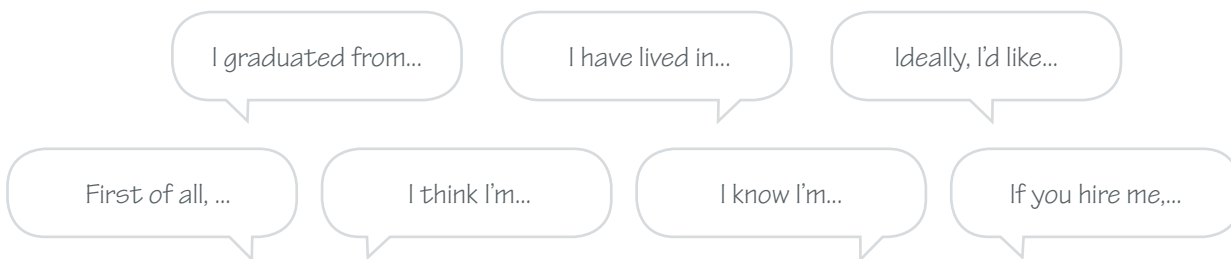 I graduated from...
I have lived in...
Ideally, I'd like...
First of all, ...
I think I'm...
I know I'm...
If you hire me,...